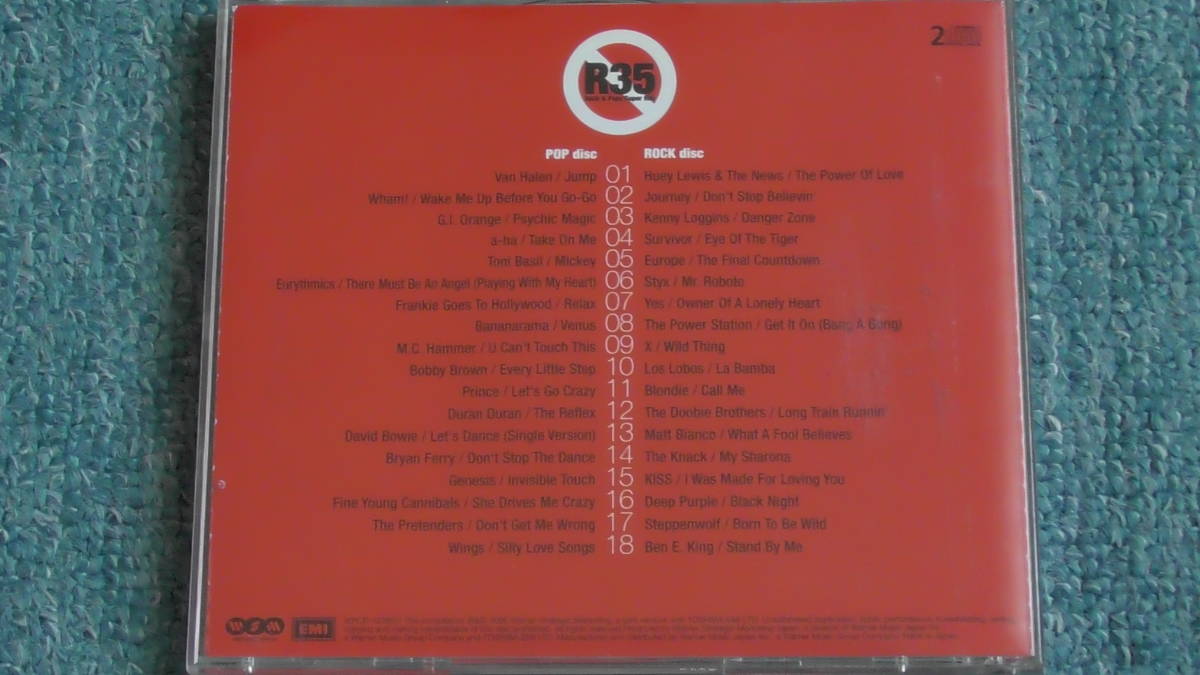 2
R35
POP disc
ROCK disc
Van Halen / Jump 01 Huey Lewis & The News / The Power Of Love
Wham! / Wake Me Up Before You Go-Go 02 Journey / Don't Stop Believin'
G.I. Orange / Psychic Magic 03 Kenny Loggins / Danger Zone
a-ha / Take On Me 04 Survivor / Eye Of The Tiger
Toni Basil / Mickey 05 Europe / The Final Countdown
Eurythmics / There Must Be An Angel (Playing With My Heart) 06 Styx / Mr. Roboto
Frankie Goes To Hollywood / Relax 07 Yes / Owner Of A Lonely Heart
Bananarama / Venus 08 The Power Station / Get It On (Bang A Gong)
M.C. Hammer / U Can't Touch This 09 X / Wild Thing
Bobby Brown / Every Little Step 10 Los Lobos / La Bamba
Prince / Let's Go Crazy 11 Blondie / Call Me
Duran Duran / The Reflex 12 The Doobie Brothers / Long Train Runnin'
David Bowie / Let's Dance (Single Version) 13 Matt Bianco / What A Fool Believes
Bryan Ferry / Don't Stop The Dance 14 The Knack / My Sharona
Genesis / Invisible Touch 15 KISS / I Was Made For Loving You
Fine Young Cannibals / She Drives Me Crazy 16 Deep Purple / Black Night
The Pretenders / Don't Get Me Wrong 17 Steppenwolf / Born To Be Wild
Wings / Silly Love Songs 18 Ben E. King / Stand By Me
WSM
EMI